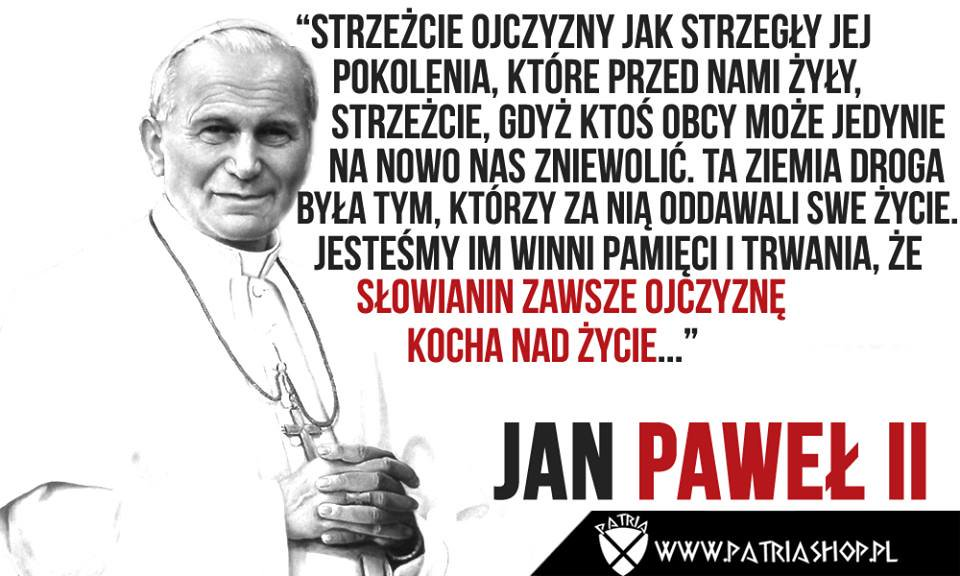 “STRZEŻCIE OJCZYZNY JAK STRZEGŁY JEJ
POKOLENIA, KTÓRE PRZED NAMI ŻYŁY,
STRZEŻCIE, GDYŻ KTOŚ OBCY MOŻE JEDYNIE
NA NOWO NAS ZNIEWOLIĆ. TA ZIEMIA DROGA
BYŁA TYM, KTÓRZY ZA NIĄ ODDAWALI SWE ŻYCIE.
JESTEŚMY IM WINNI PAMIĘCI I TRWANIA, ŻE
SŁOWIANIN ZAWSZE OJCZYZNĘ
KOCHA NAD ŻYCIE...”
JAN PAWEŁ II
PATRIA
WWW.PATRIASHOP.PL